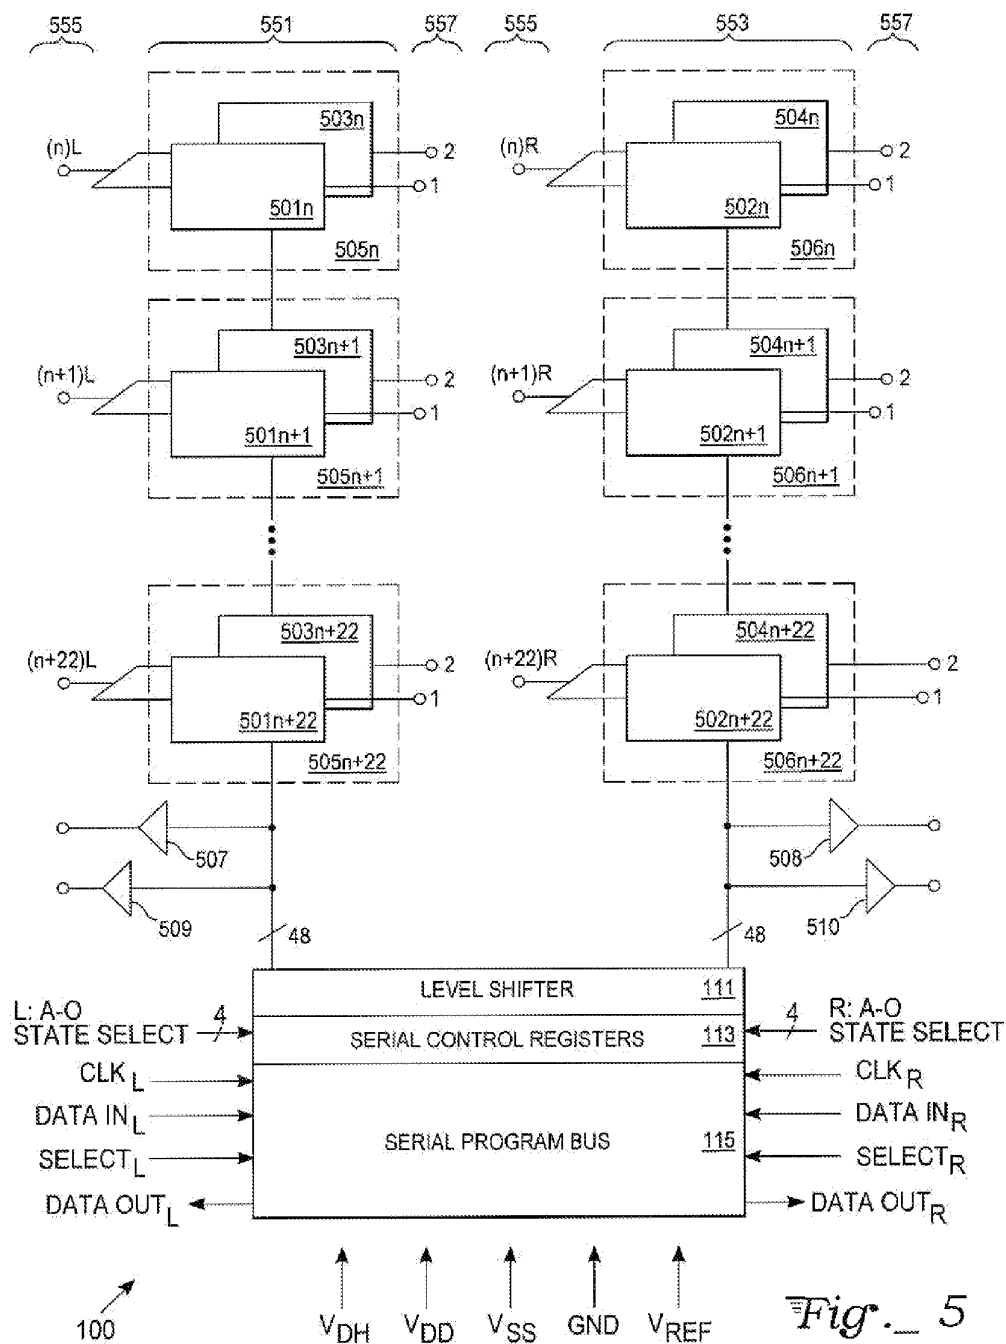 555 551 557 555 553 557
503n 504n
(n)L 2 (n)R 2
1 1
501n 502n
505n 506n
503n+1 504n+1
(n+1)L 2 (n+1)R 2
1 1
501n+1 502n+1
505n+1 506n+1
503n+22 504n+22
(n+22)L 2 (n+22)R 2
1 1
501n+22 502n+22
505n+22 506n+22
507 508
509 510
48 48
LEVEL SHIFTER 111
L: A-O 4 4 R: A-O
STATE SELECT STATE SELECT
SERIAL CONTROL REGISTERS 113
CLKL CLKR
DATA INL DATA INR
SERIAL PROGRAM BUS 115
SELECTL SELECTR
DATA OUTL DATA OUTR
100 VDH VDD VSS GND VREF
Fig. _ 5